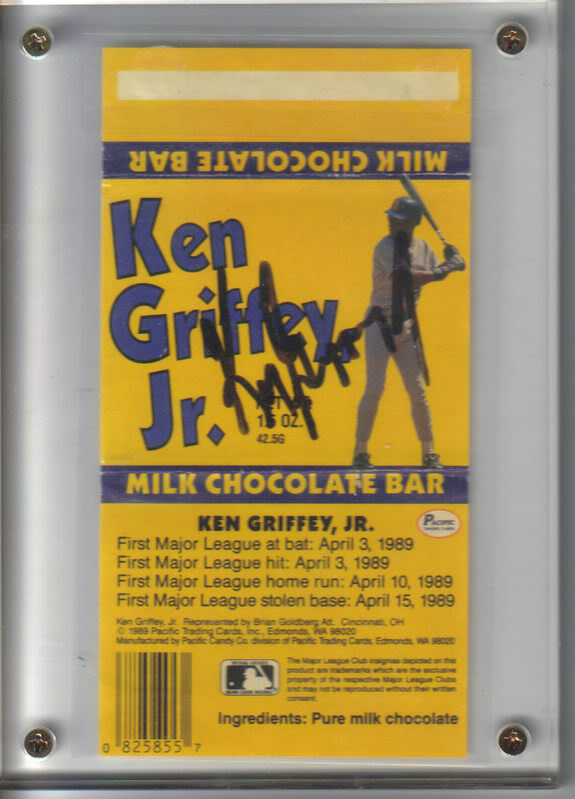 MILK CHOCOLATE BAR
Ken
Griffey,
Jr.
1.5 OZ.
42.5G
MILK CHOCOLATE BAR
KEN GRIFFEY, JR.
PACIFIC
TRADING CARDS
First Major League at bat: April 3, 1989
First Major League hit: April 3, 1989
First Major League home run: April 10, 1989
First Major League stolen base: April 15, 1989
Ken Griffey, Jr. Represented by Brian Goldberg Att. Cincinnati, OH
© 1989 Pacific Trading Cards, Inc., Edmonds, WA 98020
Manufactured by Pacific Candy Co. division of Pacific Trading Cards, Edmonds, WA 98020
The Major League Club insignias depicted on this
product are trademarks which are the exclusive
property of the respective Major League Clubs
and may not be reproduced without their written
consent.
Ingredients: Pure milk chocolate
0 825855 7